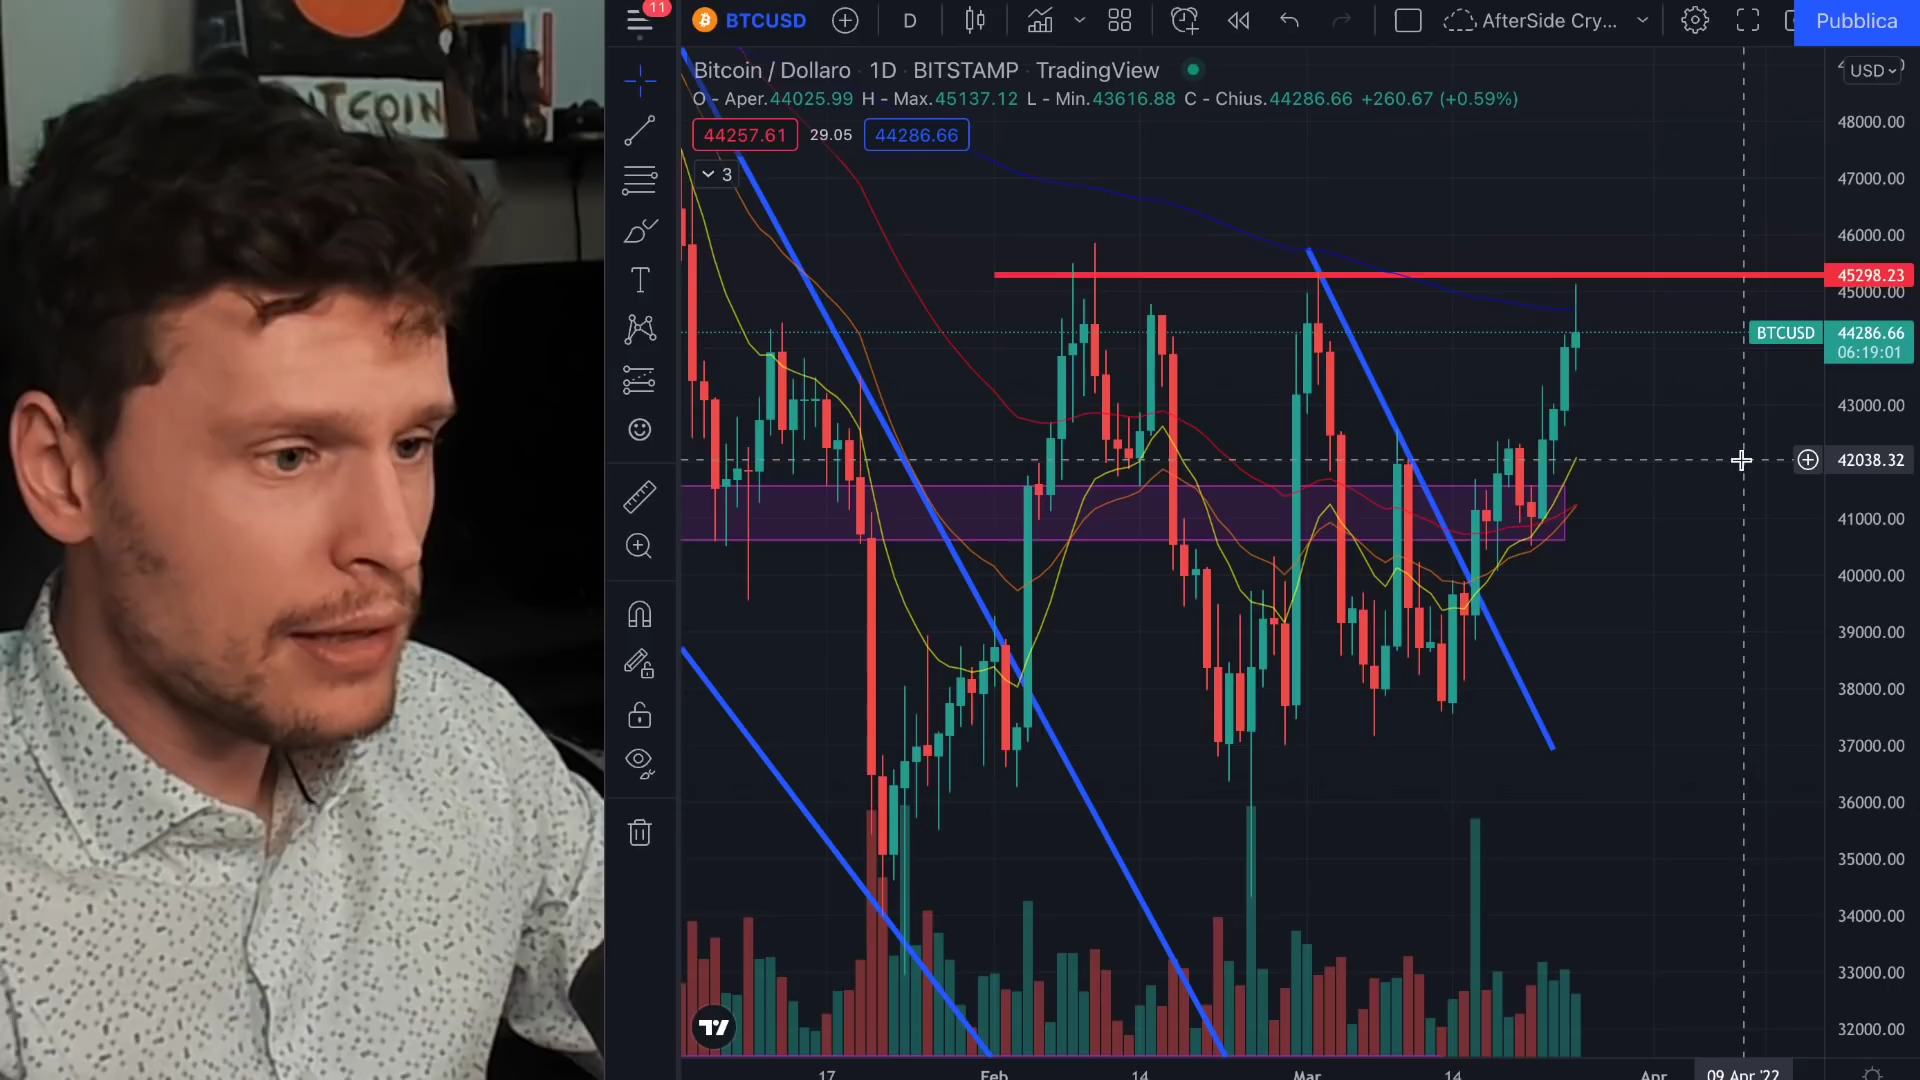 BITCOIN
11
BTCUSD
D
AfterSide Cry...
Pubblica
Bitcoin / Dollaro · 1D · BITSTAMP · TradingView
O - Aper.44025.99 H - Max.45137.12 L - Min.43616.88 C - Chius.44286.66 +260.67 (+0.59%)
44257.61 29.05 44286.66
3
USD
48000.00
47000.00
46000.00
45298.23
45000.00
BTCUSD 44286.66
06:19:01
43000.00
42038.32
41000.00
40000.00
39000.00
38000.00
37000.00
36000.00
35000.00
34000.00
33000.00
32000.00
17 Feb 14 Mar 14 Apr 09 Apr '22